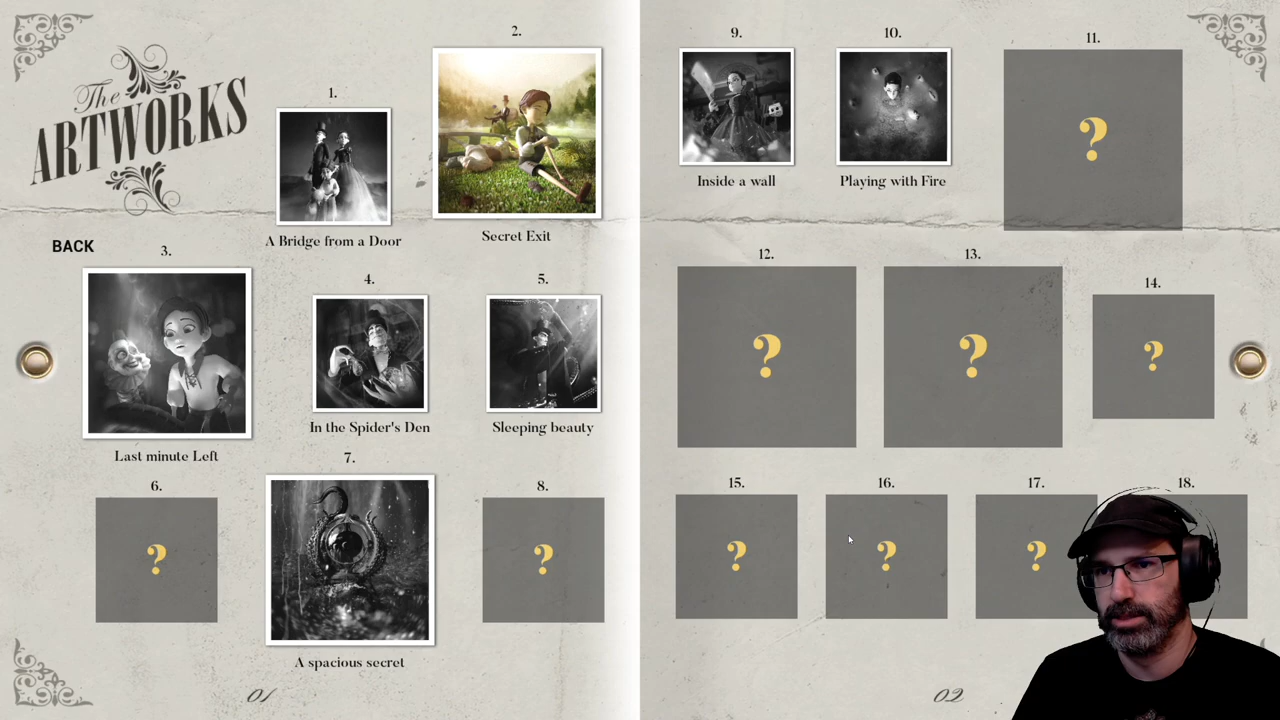 The
ARTWORKS
1.
A Bridge from a Door
2.
Secret Exit
BACK
3.
Last minute Left
4.
In the Spider's Den
5.
Sleeping beauty
6.
?
7.
A spacious secret
8.
?
01
9.
Inside a wall
10.
Playing with Fire
11.
?
12.
?
13.
?
14.
?
15.
?
16.
?
17.
?
18.
02